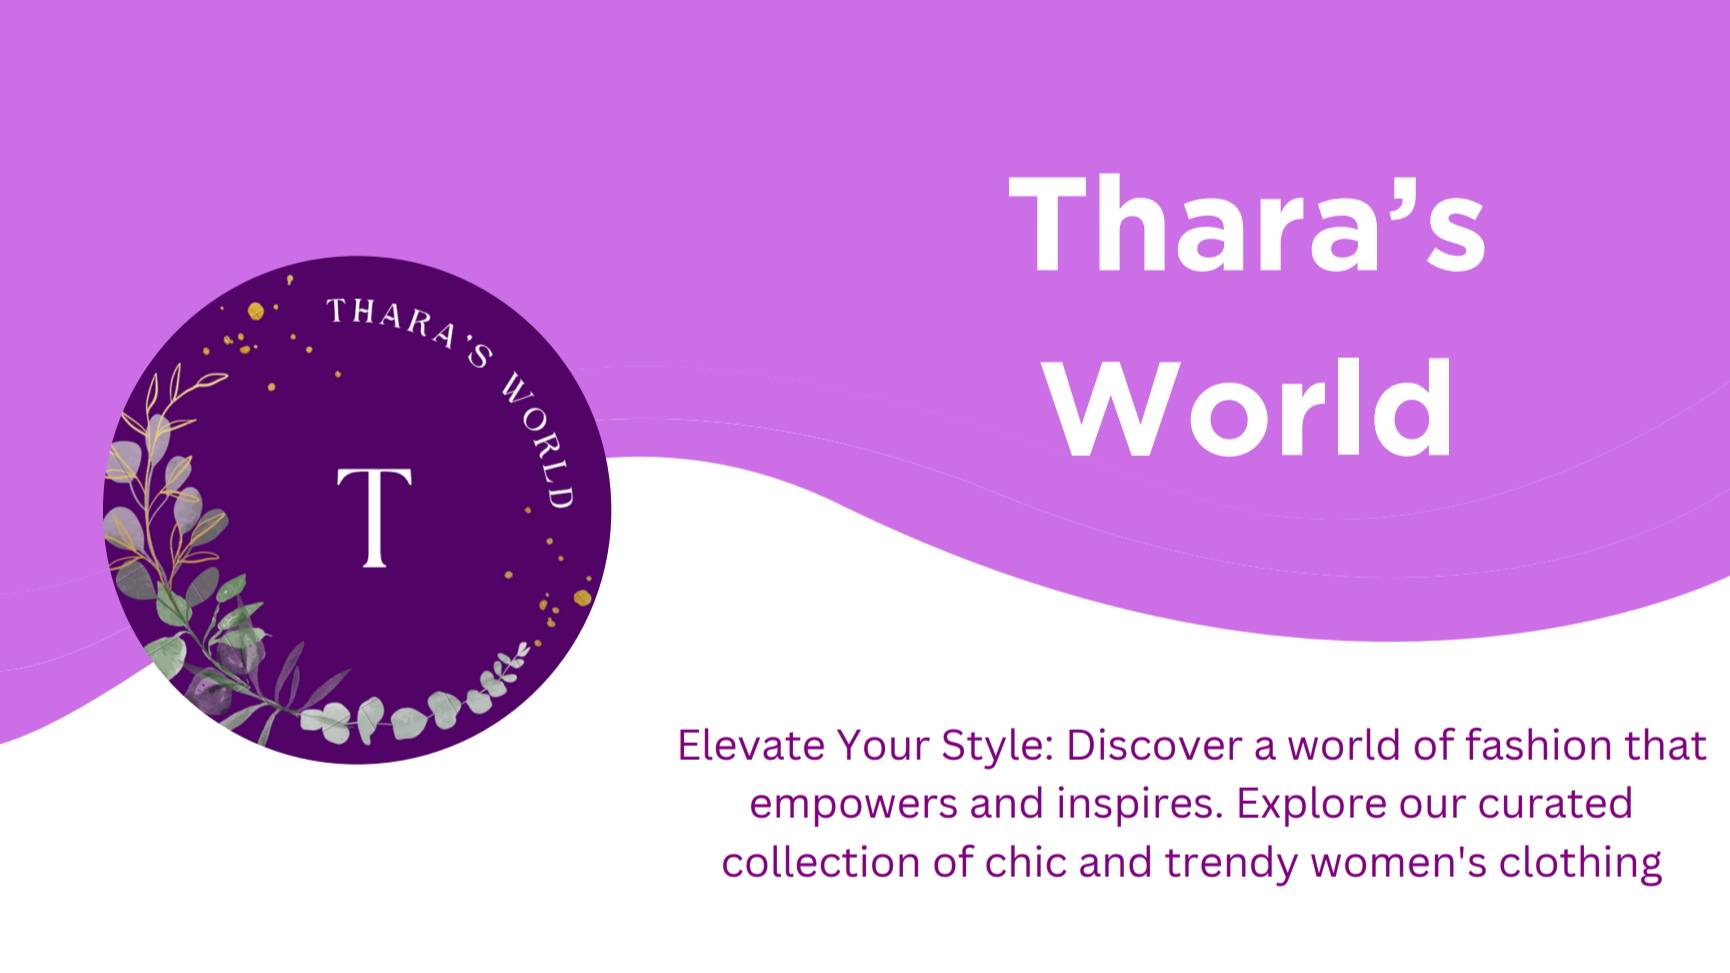 THARA'S WORLD
T
Thara’s
World
Elevate Your Style: Discover a world of fashion that
empowers and inspires. Explore our curated
collection of chic and trendy women's clothing